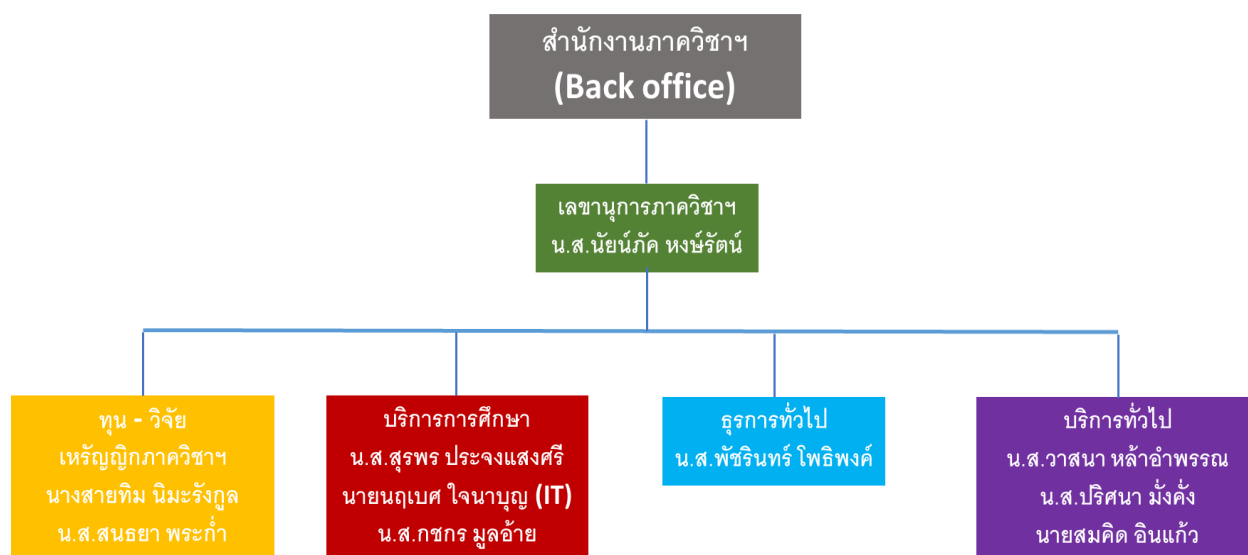 สำนักงานภาควิชาฯ
(Back office)
เลขานุการภาควิชาฯ
น.ส.นัยน์ภัค หงษ์รัตน์
ทุน - วิจัย
เหรัญญิกภาควิชาฯ
นางสายทิม นิมะรังกูล
น.ส.สนธยา พระก่ำ
บริการการศึกษา
น.ส.สุรพร ประจงแสงศรี
นายนฤเบศ ใจนาบุญ (IT)
น.ส.กชกร มูลอ้าย
ธุรการทั่วไป
น.ส.พัชรินทร์ โพธิพงค์
บริการทั่วไป
น.ส.วาสนา หล้าอำพรรณ
น.ส.ปริศนา มั่งคั่ง
นายสมคิด อินแก้ว